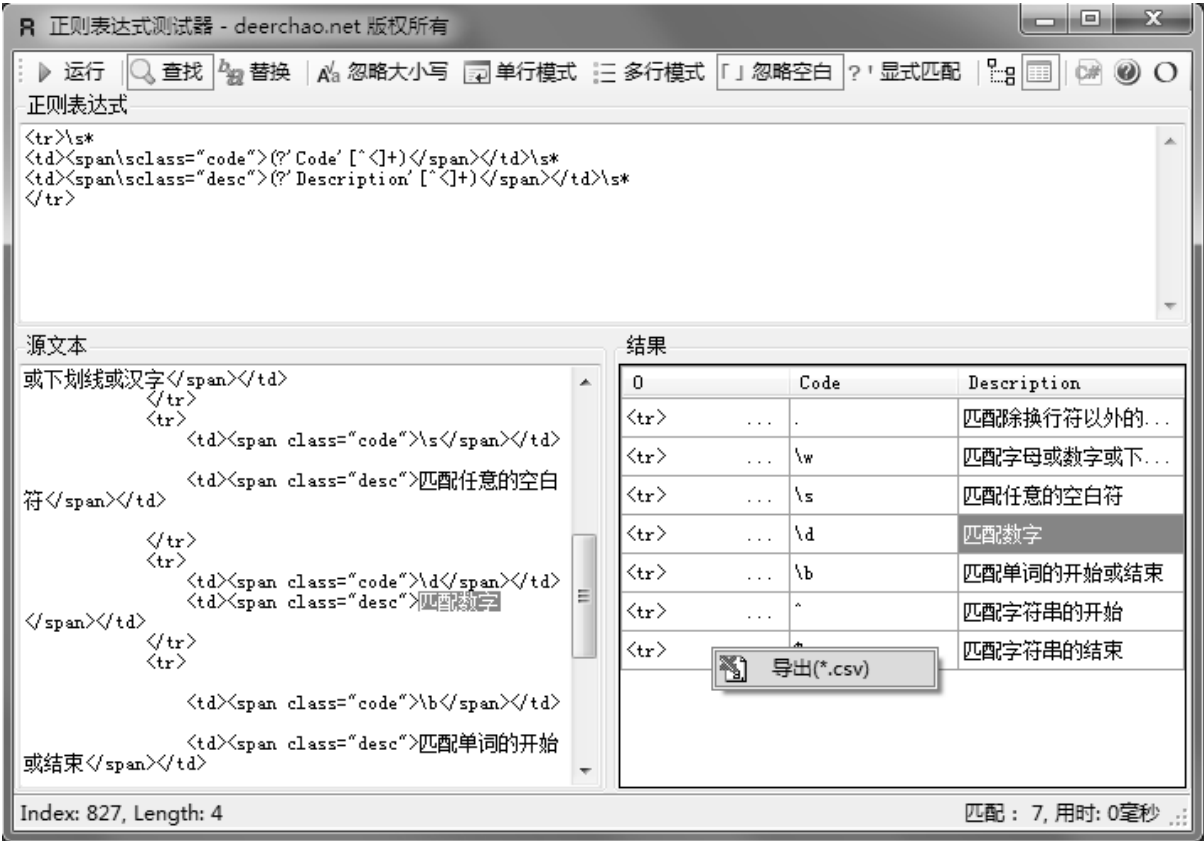 R 正则表达式测试器 - deerchao.net 版权所有
运行 查找 替换 忽略大小写 单行模式 多行模式 「」忽略空白 ?' 显式匹配 C#
正则表达式
<tr>\s*
<td><span\sclass="code">(?'Code'[^<]+)</span></td>\s*
<td><span\sclass="desc">(?'Description'[^<]+)</span></td>\s*
</tr>
源文本
或下划线或汉字</span></td>
</tr>
<tr>
<td><span class="code">\s</span></td>
<td><span class="desc">匹配任意的空白
符</span></td>
</tr>
<tr>
<td><span class="code">\d</span></td>
<td><span class="desc">匹配数字
</span></td>
</tr>
<tr>
<td><span class="code">\b</span></td>
<td><span class="desc">匹配单词的开始
或结束</span></td>
结果
0 Code Description
<tr> ... . 匹配除换行符以外的...
<tr> ... \w 匹配字母或数字或下...
<tr> ... \s 匹配任意的空白符
<tr> ... \d 匹配数字
<tr> ... \b 匹配单词的开始或结束
<tr> ... ^ 匹配字符串的开始
<tr> 匹配字符串的结束
导出(*.csv)
Index: 827, Length: 4
匹配： 7, 用时: 0毫秒